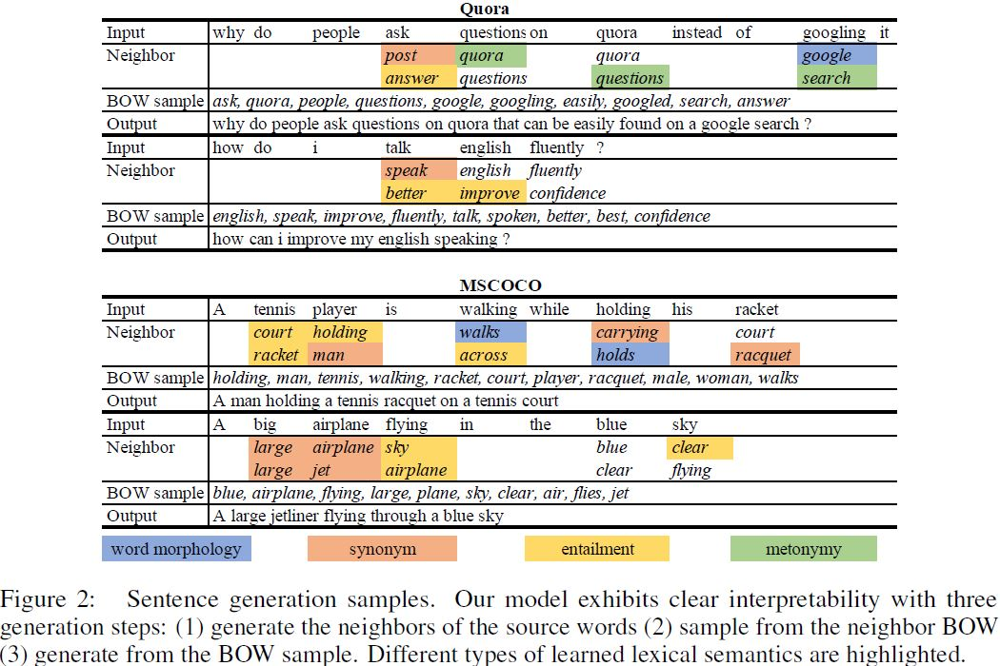 Quora
Input why do people ask questions on quora instead of googling it
Neighbor post quora quora google
answer questions questions search
BOW sample ask, quora, people, questions, google, googling, easily, googled, search, answer
Output why do people ask questions on quora that can be easily found on a google search ?
Input how do i talk english fluently ?
Neighbor speak english fluently
better improve confidence
BOW sample english, speak, improve, fluently, talk, spoken, better, best, confidence
Output how can i improve my english speaking ?
MSCOCO
Input A tennis player is walking while holding his racket
Neighbor court holding walks carrying court
racket man across holds racquet
BOW sample holding, man, tennis, walking, racket, court, player, racquet, male, woman, walks
Output A man holding a tennis racquet on a tennis court
Input A big airplane flying in the blue sky
Neighbor large airplane sky blue clear
large jet airplane clear flying
BOW sample blue, airplane, flying, large, plane, sky, clear, air, flies, jet
Output A large jetliner flying through a blue sky
word morphology synonym entailment metonymy
Figure 2: Sentence generation samples. Our model exhibits clear interpretability with three
generation steps: (1) generate the neighbors of the source words (2) sample from the neighbor BOW
(3) generate from the BOW sample. Different types of learned lexical semantics are highlighted.